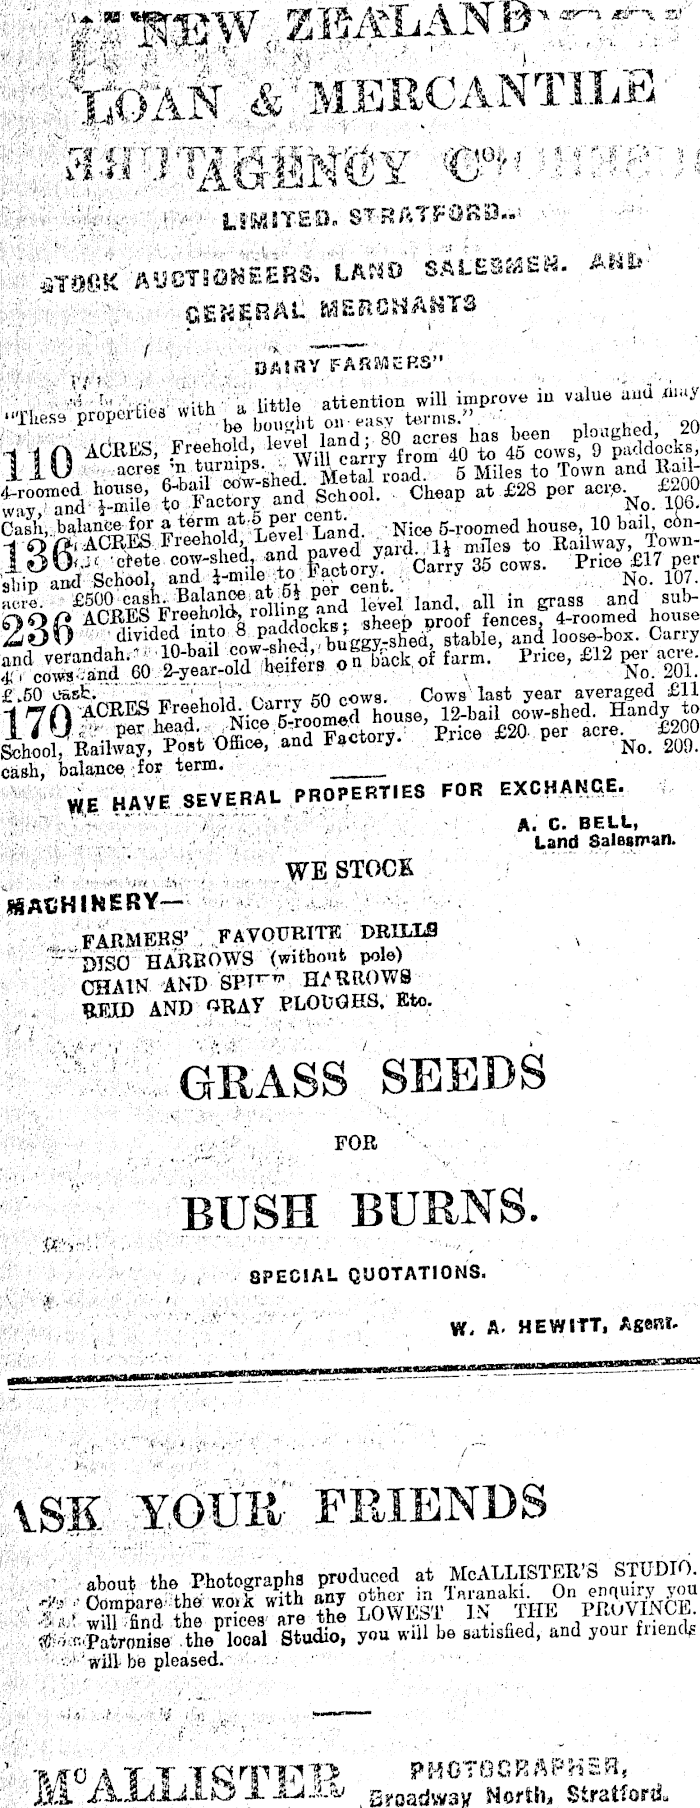 NEW ZEALAND
LOAN & MERCANTILE
AGENCY Co.,
LIMITED. STRATFORD..
STOCK AUCTIONEERS. LAND SALESMEN. AND
GENERAL MERCHANTS
DAIRY FARMERS"
"These properties with a little attention will improve in value and may
be bought on easy terms."
110 ACRES, Freehold, level land; 80 acres has been ploughed, 20
acres 'n turnips. Will carry from 40 to 45 cows, 9 paddocks,
4-roomed house, 6-bail cow-shed. Metal road. 5 Miles to Town and Rail-
way, and ½-mile to Factory and School. Cheap at £28 per acre. £200
Cash, balance for a term at 5 per cent. No. 106.
136 ACRES Freehold, Level Land. Nice 5-roomed house, 10 bail, con-
crete cow-shed, and paved yard. 1½ miles to Railway, Town-
ship and School, and ½-mile to Factory. Carry 35 cows. Price £17 per
acre. £500 cash. Balance at 5½ per cent. No. 107.
236 ACRES Freehold, rolling and level land, all in grass and sub-
divided into 8 paddocks; sheep proof fences, 4-roomed house
and verandah. 10-bail cow-shed, buggy-shed, stable, and loose-box. Carry
cows and 60 2-year-old heifers on back of farm. Price, £12 per acre.
cash. No. 201.
170 ACRES Freehold. Carry 50 cows. Cows last year averaged £11
per head. Nice 5-roomed house, 12-bail cow-shed. Handy to
School, Railway, Post Office, and Factory. Price £20 per acre. £200
cash, balance for term. No. 209.
WE HAVE SEVERAL PROPERTIES FOR EXCHANGE.
A. C. BELL,
Land Salesman.
WE STOCK
MACHINERY—
FARMERS' FAVOURITE DRILLS
DISC HARROWS (without pole)
CHAIN AND HARROWS
REID AND GRAY PLOUGHS, Etc.
GRASS SEEDS
FOR
BUSH BURNS.
SPECIAL QUOTATIONS.
W. A. HEWITT, Agent.
ASK YOUR FRIENDS
about the Photographs produced at McALLISTER'S STUDIO.
Compare the work with any other in Taranaki. On enquiry you
will find the prices are the LOWEST IN THE PROVINCE.
Patronise the local Studio, you will be satisfied, and your friends
will be pleased.
McALLISTER PHOTOGRAPHER,
Broadway North, Stratford.